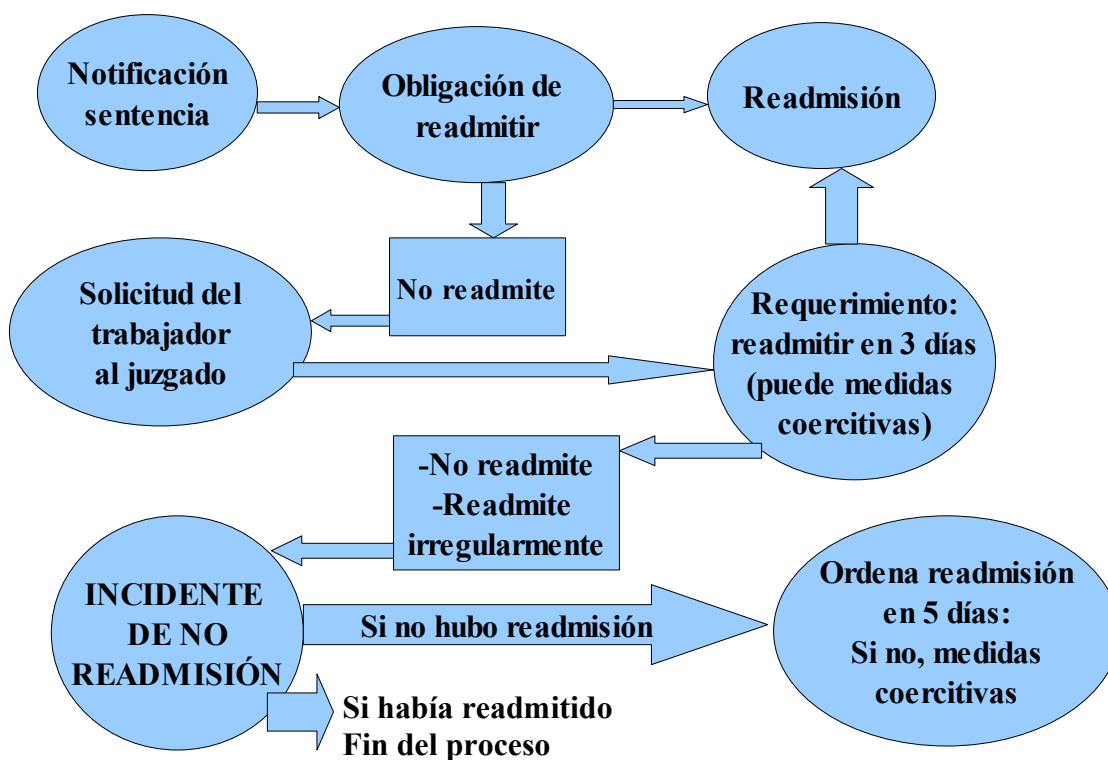 Notificación
sentencia
Obligación de
readmitir
Readmisión
No readmite
Solicitud del
trabajador
al juzgado
Requerimiento:
readmitir en 3 días
(puede medidas
coercitivas)
-No readmite
-Readmite
irregularmente
INCIDENTE
DE NO
READMISIÓN
Si no hubo readmisión
Ordena readmisión
en 5 días:
Si no, medidas
coercitivas
Si había readmitido
Fin del proceso